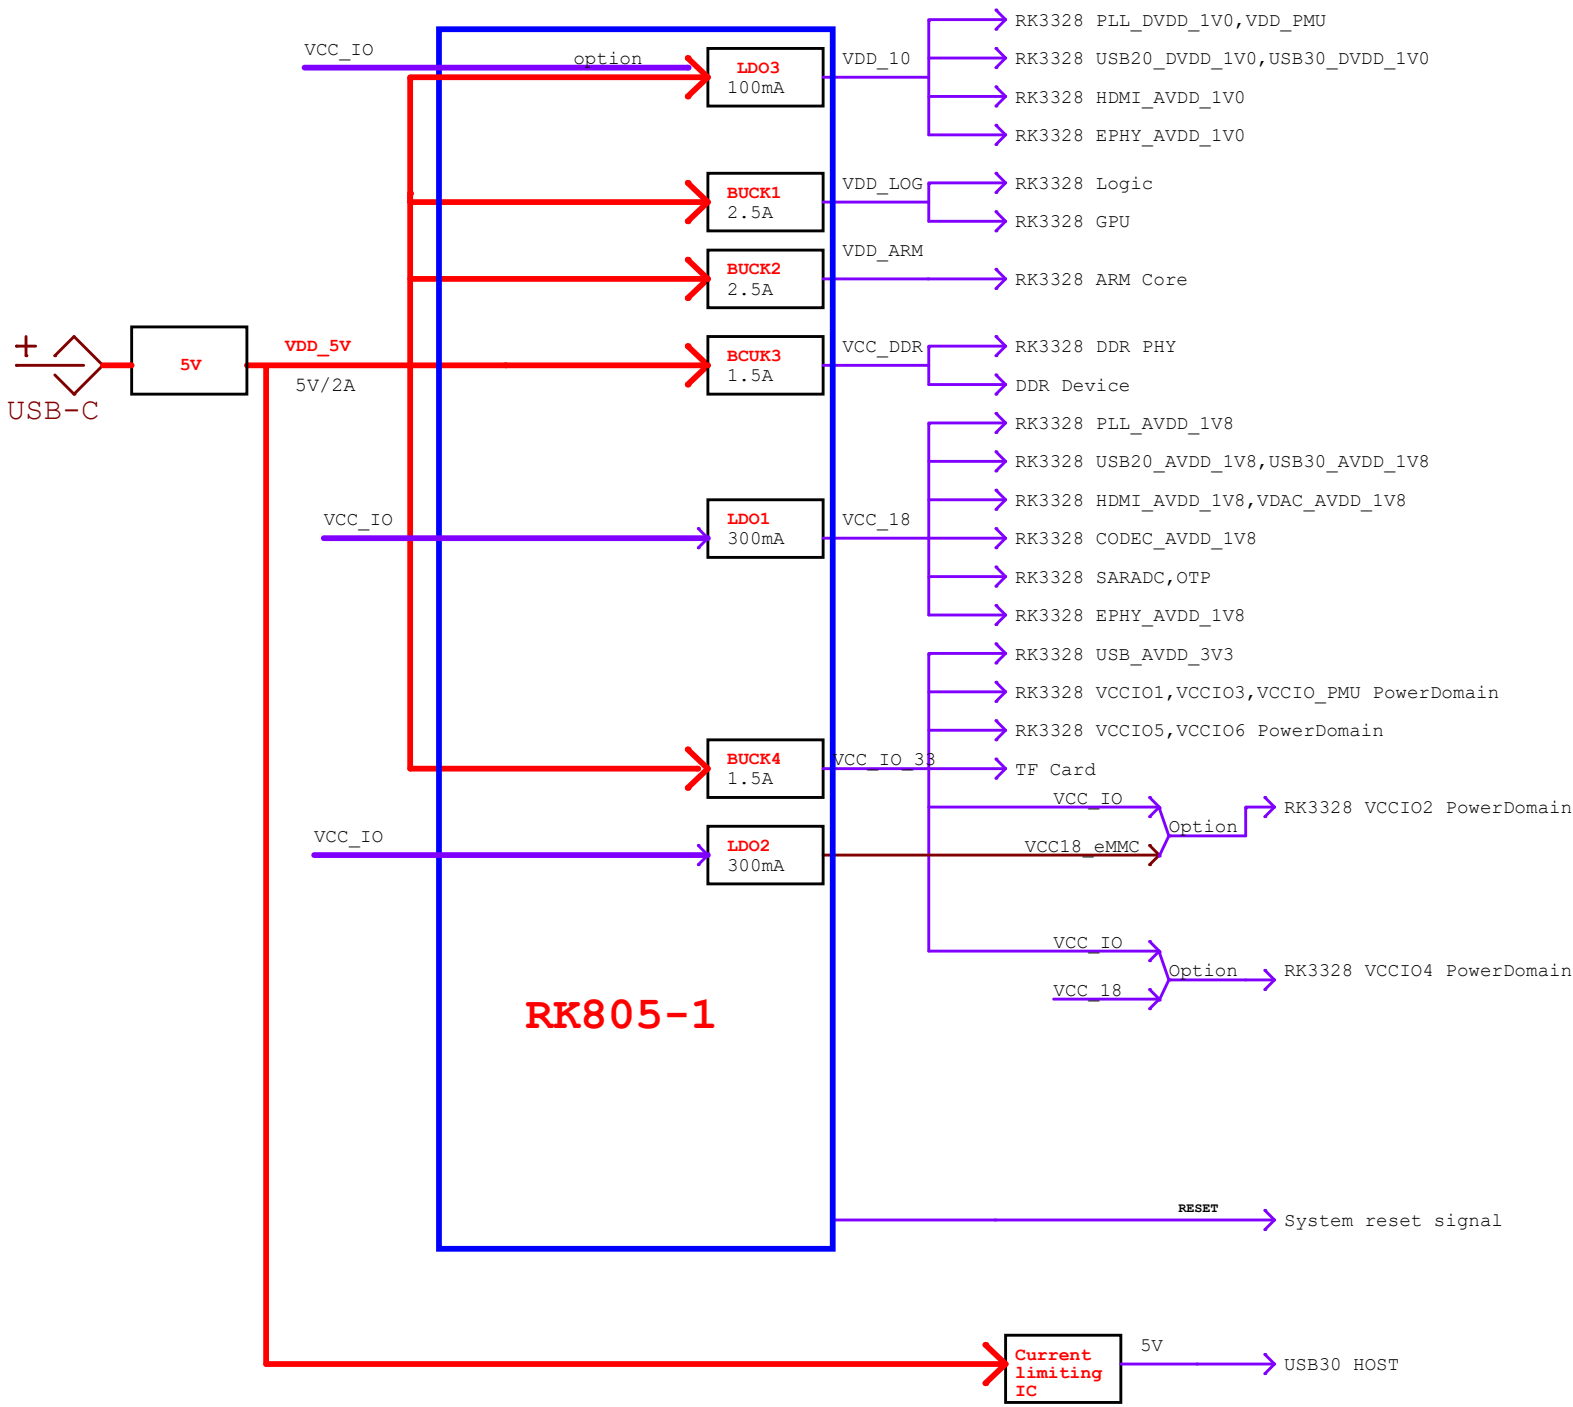 RK3328 PLL_DVDD_1V0,VDD_PMU
VCC_IO
option
LDO3
100mA
VDD_10
RK3328 USB20_DVDD_1V0,USB30_DVDD_1V0
RK3328 HDMI_AVDD_1V0
RK3328 EPHY_AVDD_1V0
BUCK1
2.5A
VDD_LOG
RK3328 Logic
RK3328 GPU
BUCK2
2.5A
VDD_ARM
RK3328 ARM Core
USB-C
5V
VDD_5V
5V/2A
BCUK3
1.5A
VCC_DDR
RK3328 DDR PHY
DDR Device
RK3328 PLL_AVDD_1V8
RK3328 USB20_AVDD_1V8,USB30_AVDD_1V8
RK3328 HDMI_AVDD_1V8,VDAC_AVDD_1V8
VCC_IO
LDO1
300mA
VCC_18
RK3328 CODEC_AVDD_1V8
RK3328 SARADC,OTP
RK3328 EPHY_AVDD_1V8
RK3328 USB_AVDD_3V3
RK3328 VCCIO1,VCCIO3,VCCIO_PMU PowerDomain
RK3328 VCCIO5,VCCIO6 PowerDomain
BUCK4
1.5A
VCC_IO_33
TF Card
VCC_IO
Option
RK3328 VCCIO2 PowerDomain
VCC_IO
LDO2
300mA
VCC18_eMMC
VCC_IO
Option
RK3328 VCCIO4 PowerDomain
VCC_18
RK805-1
RESET
System reset signal
Current
limiting
IC
5V
USB30 HOST